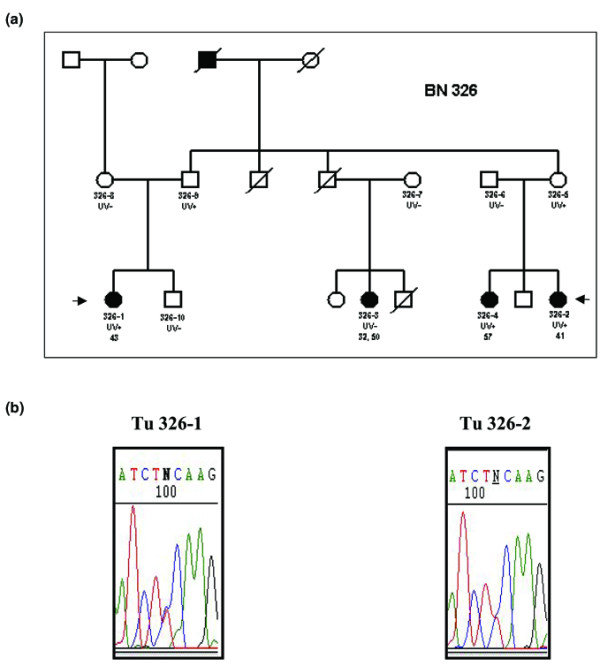 (a)
BN 326
326-8
UV-
326-9
UV+
326-7
UV-
326-6
UV-
326-5
UV+
326-1
UV+
43
326-10
UV-
326-3
UV-
32, 50
326-4
UV+
57
326-2
UV+
41
(b)
Tu 326-1
Tu 326-2
ATCTNCAAG
100
ATCTNCAAG
100